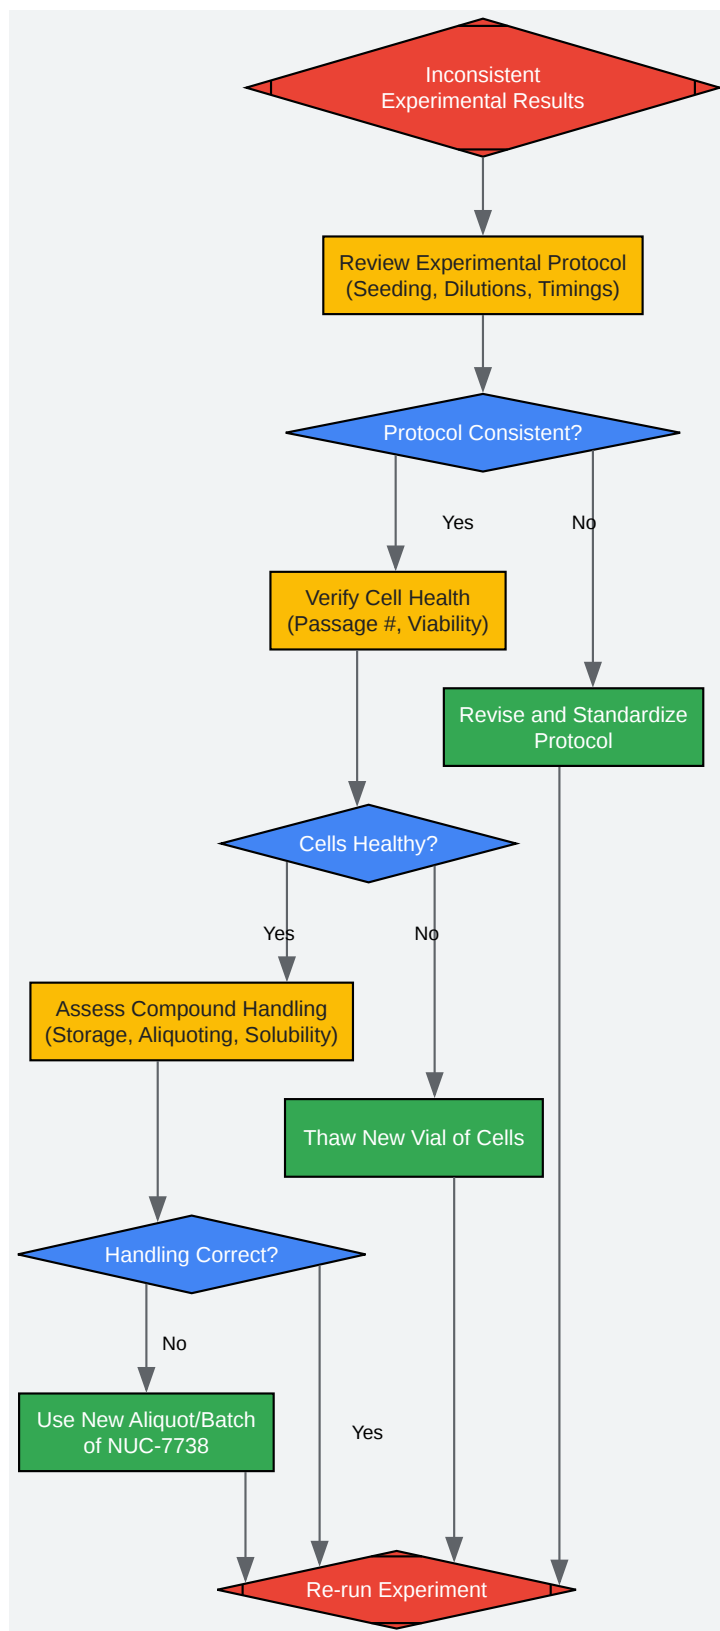 Inconsistent
Experimental Results
Review Experimental Protocol
(Seeding, Dilutions, Timings)
Protocol Consistent?
Yes
No
Verify Cell Health
(Passage #, Viability)
Revise and Standardize
Protocol
Cells Healthy?
Yes
No
Assess Compound Handling
(Storage, Aliquoting, Solubility)
Thaw New Vial of Cells
Handling Correct?
No
Use New Aliquot/Batch
of NUC-7738
Yes
Re-run Experiment